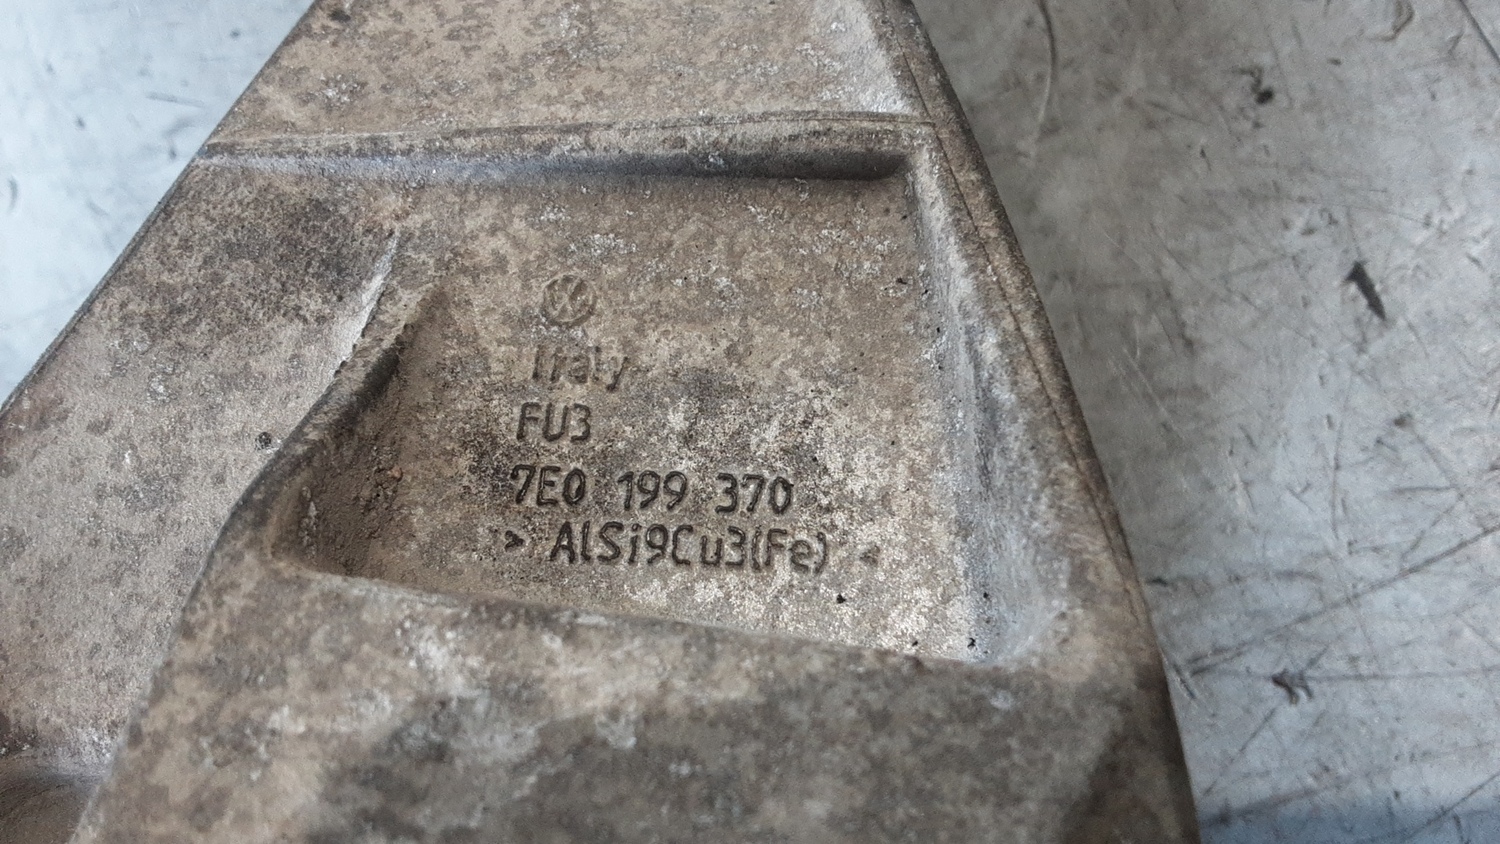 Italy
FU3
7E0 199 370
> AlSi9Cu3(Fe) <